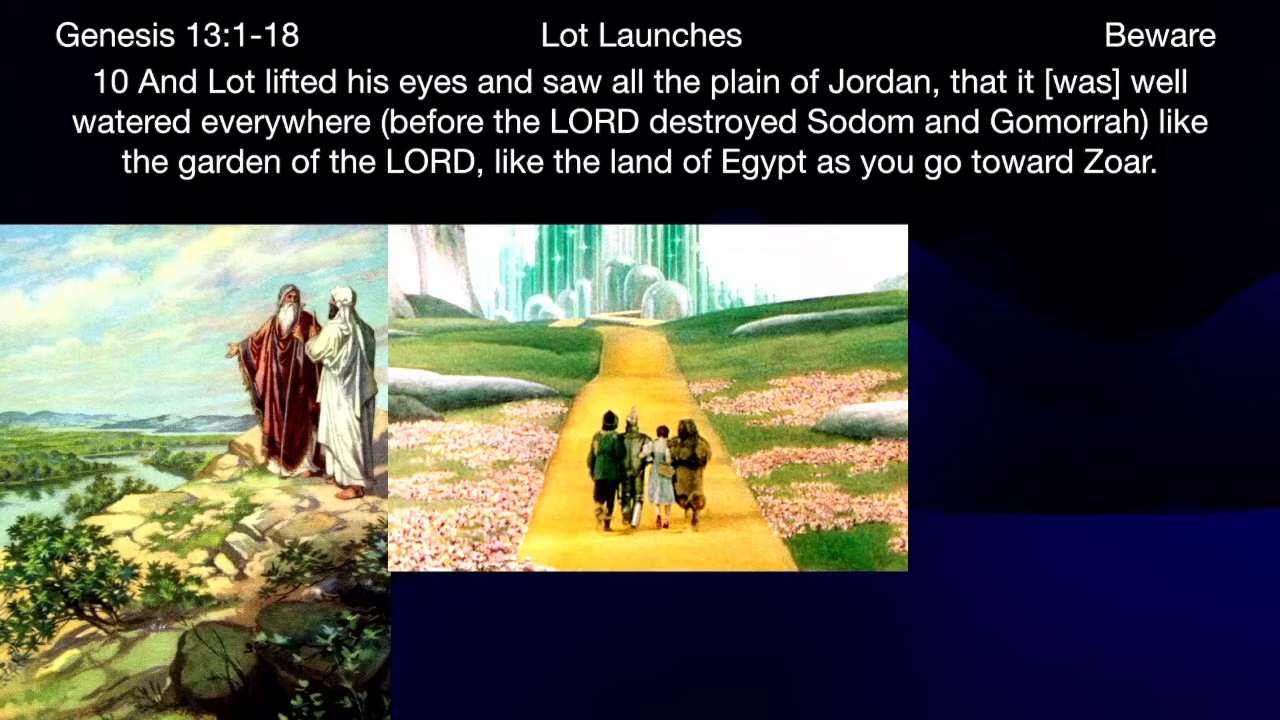 Genesis 13:1-18 Lot Launches Beware
10 And Lot lifted his eyes and saw all the plain of Jordan, that it [was] well
watered everywhere (before the LORD destroyed Sodom and Gomorrah) like
the garden of the LORD, like the land of Egypt as you go toward Zoar.